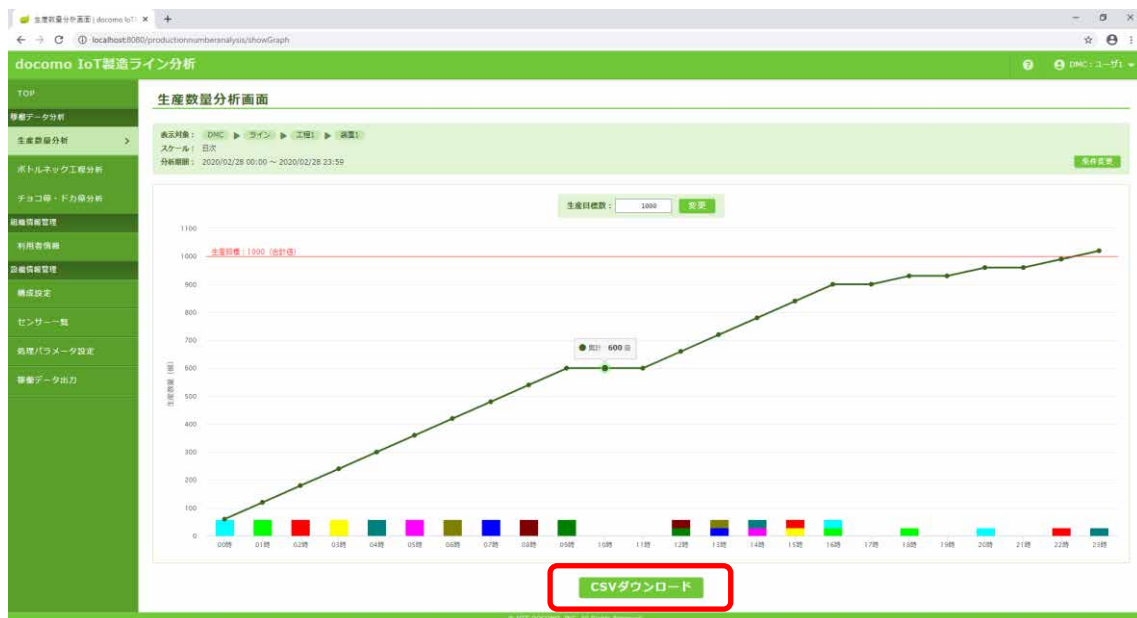 生産数量分析画面 | docomo IoT
localhost:8080/productionnumberanalysis/showGraph
docomo IoT製造ライン分析
DMC：ユーザ1
TOP
稼働データ分析
生産数量分析
ボトルネック工程分析
チョコ停・ドカ停分析
組織情報管理
利用者情報
設備情報管理
構成設定
センサー一覧
処理パラメータ設定
稼働データ出力
生産数量分析画面
表示対象： DMC ▶ ライン ▶ 工程1 ▶ 装置1
スケール： 日次
分析期間： 2020/02/28 00:00 ～ 2020/02/28 23:59
条件変更
生産目標数： 1000 変更
生産目標：1000（合計値）
累計 600 個
生産数量（個）
1100
1000
900
800
700
600
500
400
300
200
100
0
00時 01時 02時 03時 04時 05時 06時 07時 08時 09時 10時 11時 12時 13時 14時 15時 16時 17時 18時 19時 20時 21時 22時 23時
CSVダウンロード